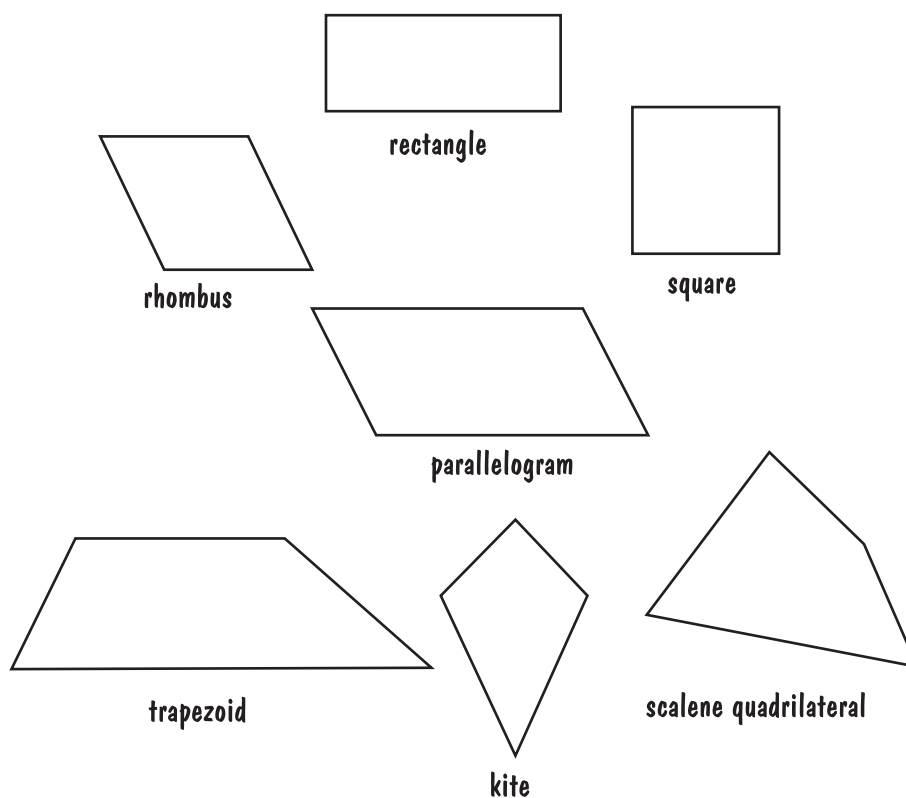 rectangle
square
rhombus
parallelogram
trapezoid
scalene quadrilateral
kite